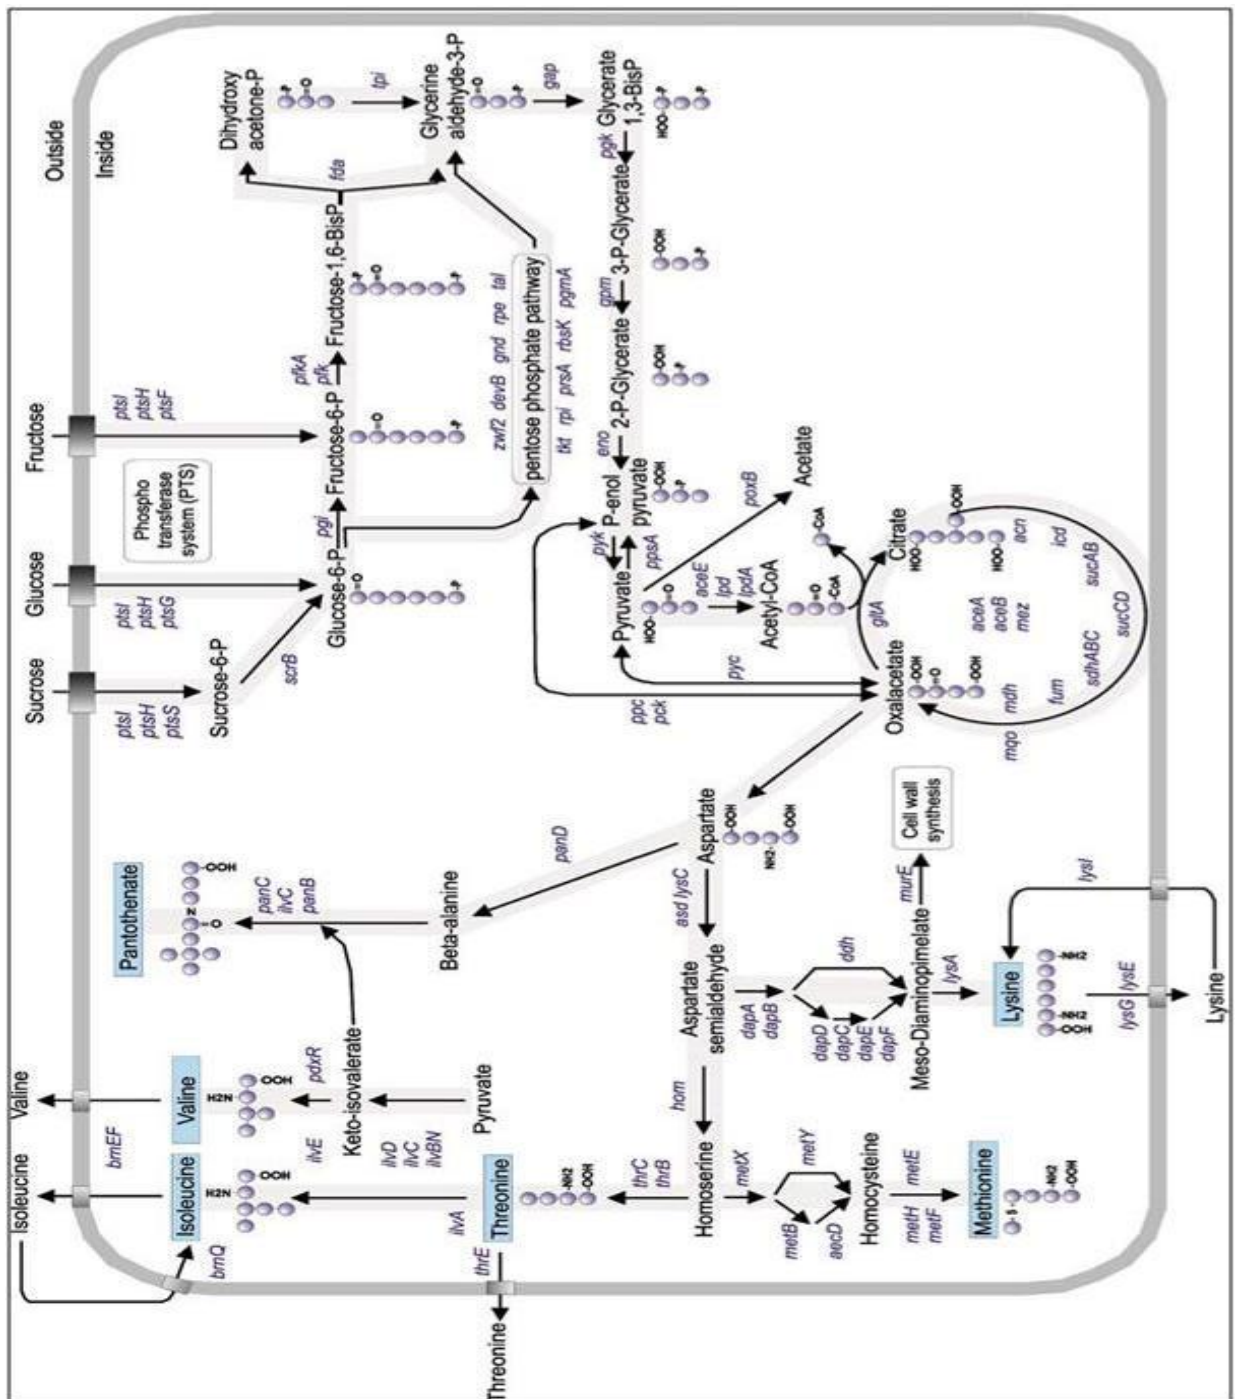 Outside
Inside
Sucrose
Glucose
Fructose
ptsI
ptsH
ptsS
ptsI
ptsH
ptsG
ptsI
ptsH
ptsF
Phospho
transferase
system (PTS)
Sucrose-6-P
scrB
Glucose-6-P
pgi
Fructose-6-P
pfkA
pfk
Fructose-1,6-BisP
fda
Dihydroxy
acetone-P
tpi
Glycerine
aldehyde-3-P
gap
Glycerate
1,3-BisP
zwf2 devB gnd rpe tal
pentose phosphate pathway
tkt rpi prsA rbsK pgmA
pgk
3-P-Glycerate
gpm
2-P-Glycerate
eno
P-enol
pyruvate
pyk
ppsA
Pyruvate
poxB
Acetate
aceE
lpd
lpdA
Acetyl-CoA
-CoA
-CoA
ppc
pck
pyc
gltA
Oxalacetate
Citrate
acn
icd
sucAB
sucCD
sdhABC
fum
mdh
mqo
aceA
aceB
mez
Aspartate
panD
Beta-alanine
panC
ilvC
panB
Pantothenate
asd lysC
Aspartate
semialdehyde
dapA
dapB
ddh
dapD
dapC
dapE
dapF
Meso-Diaminopimelate
murE
Cell wall
synthesis
lysA
Lysine
lysI
lysG lysE
Lysine
hom
Homoserine
thrC
thrB
Threonine
thrE
Threonine
ilvA
Isoleucine
brnQ
brnEF
Isoleucine
Valine
Valine
pdxR
ilvE
Keto-isovalerate
ilvD
ilvC
ilvBN
Pyruvate
metX
metY
metB
aecD
Homocysteine
metE
metH
metF
Methionine